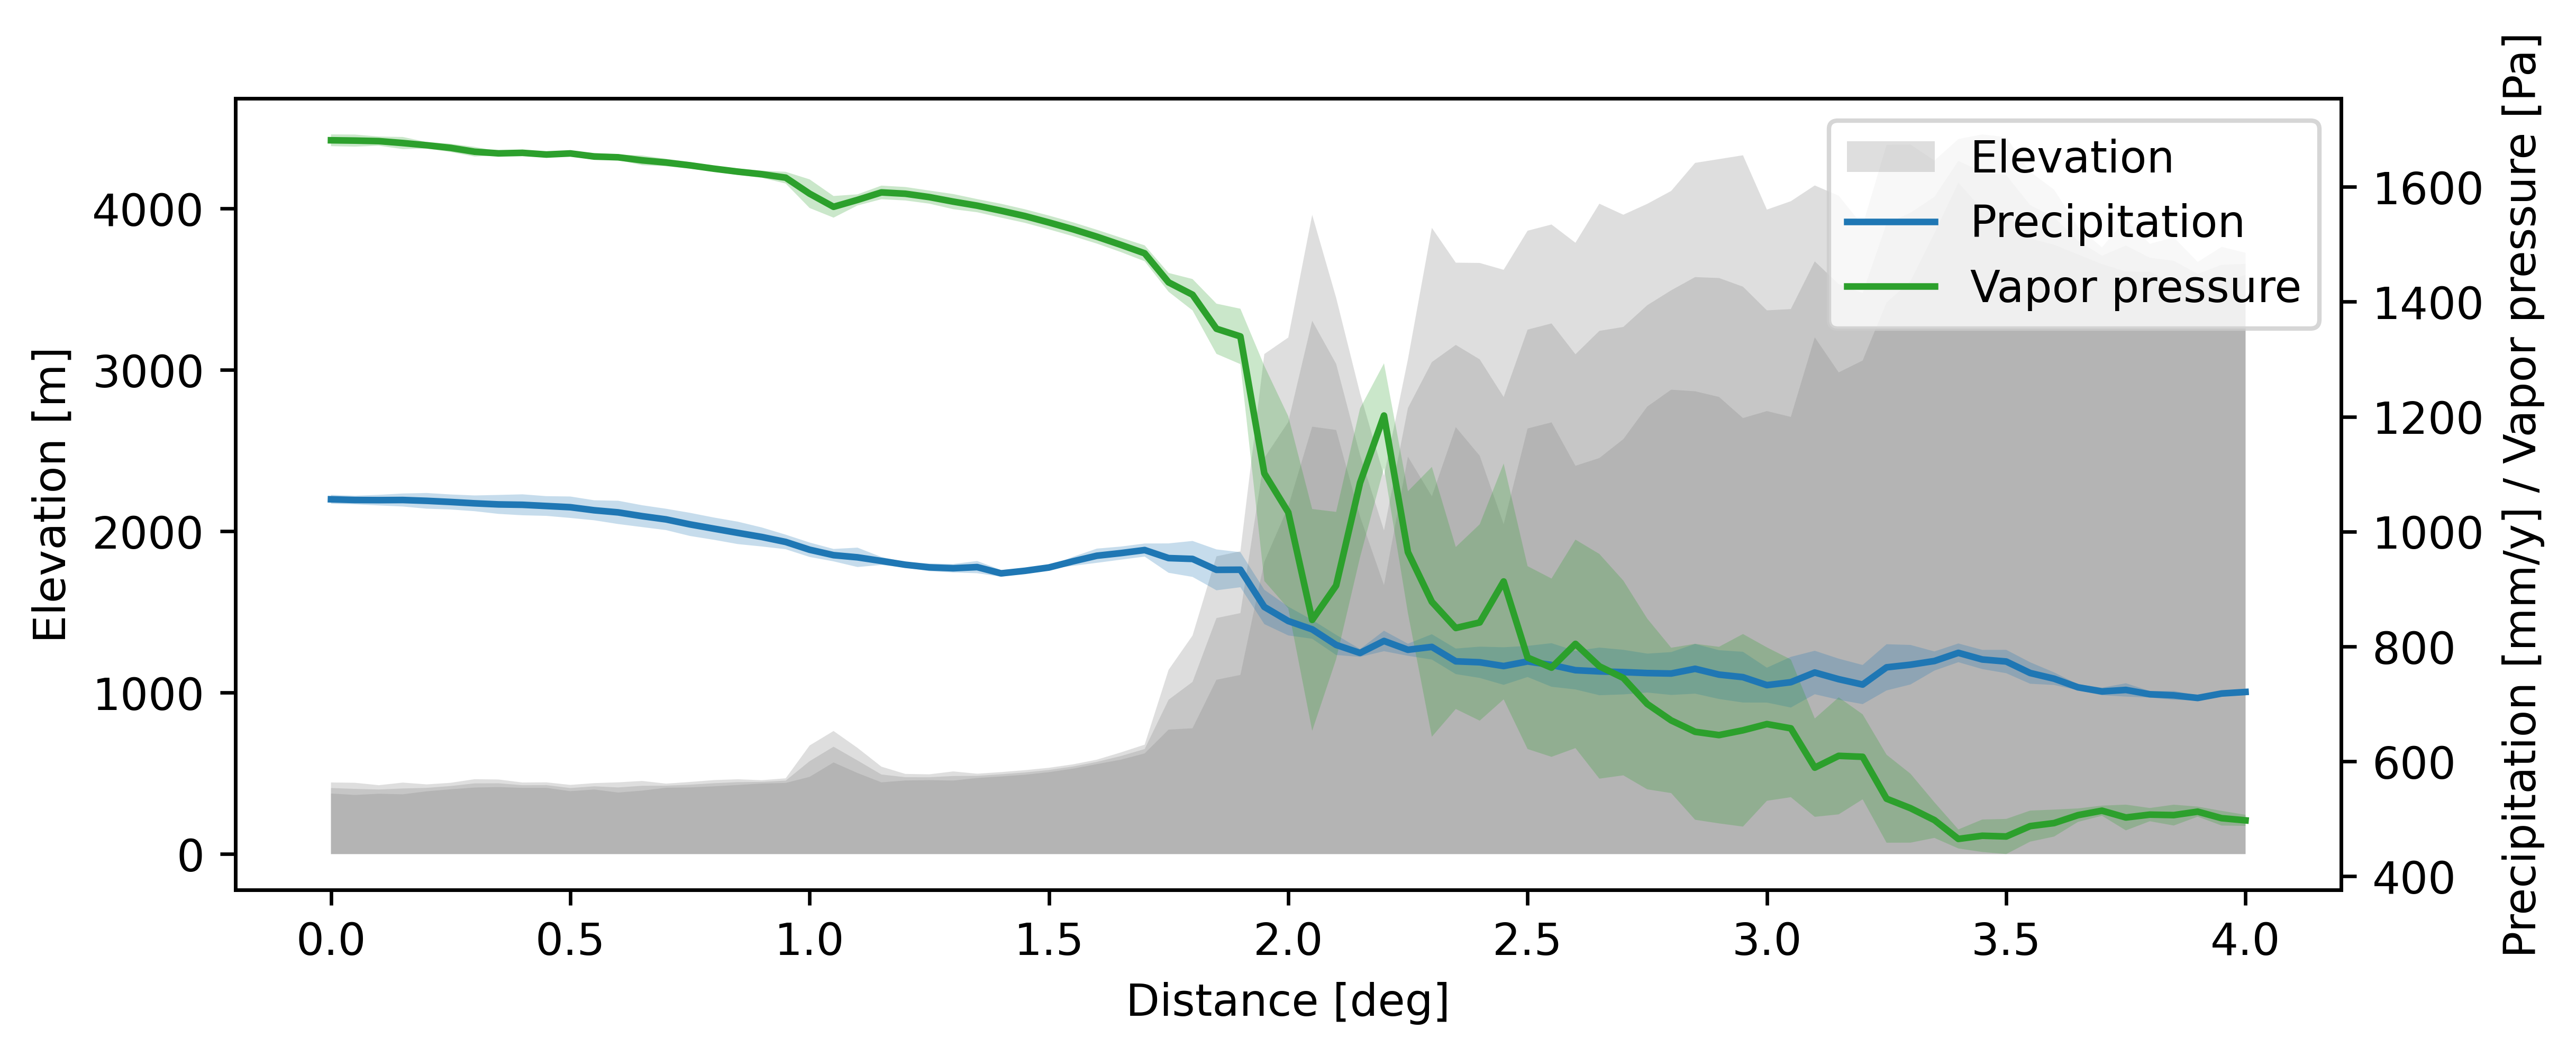 Elevation
Precipitation
Vapor pressure
4000
3000
2000
1000
0
Elevation [m]
1600
1400
1200
1000
800
600
400
Precipitation [mm/y] / Vapor pressure [Pa]
0.0 0.5 1.0 1.5 2.0 2.5 3.0 3.5 4.0
Distance [deg]